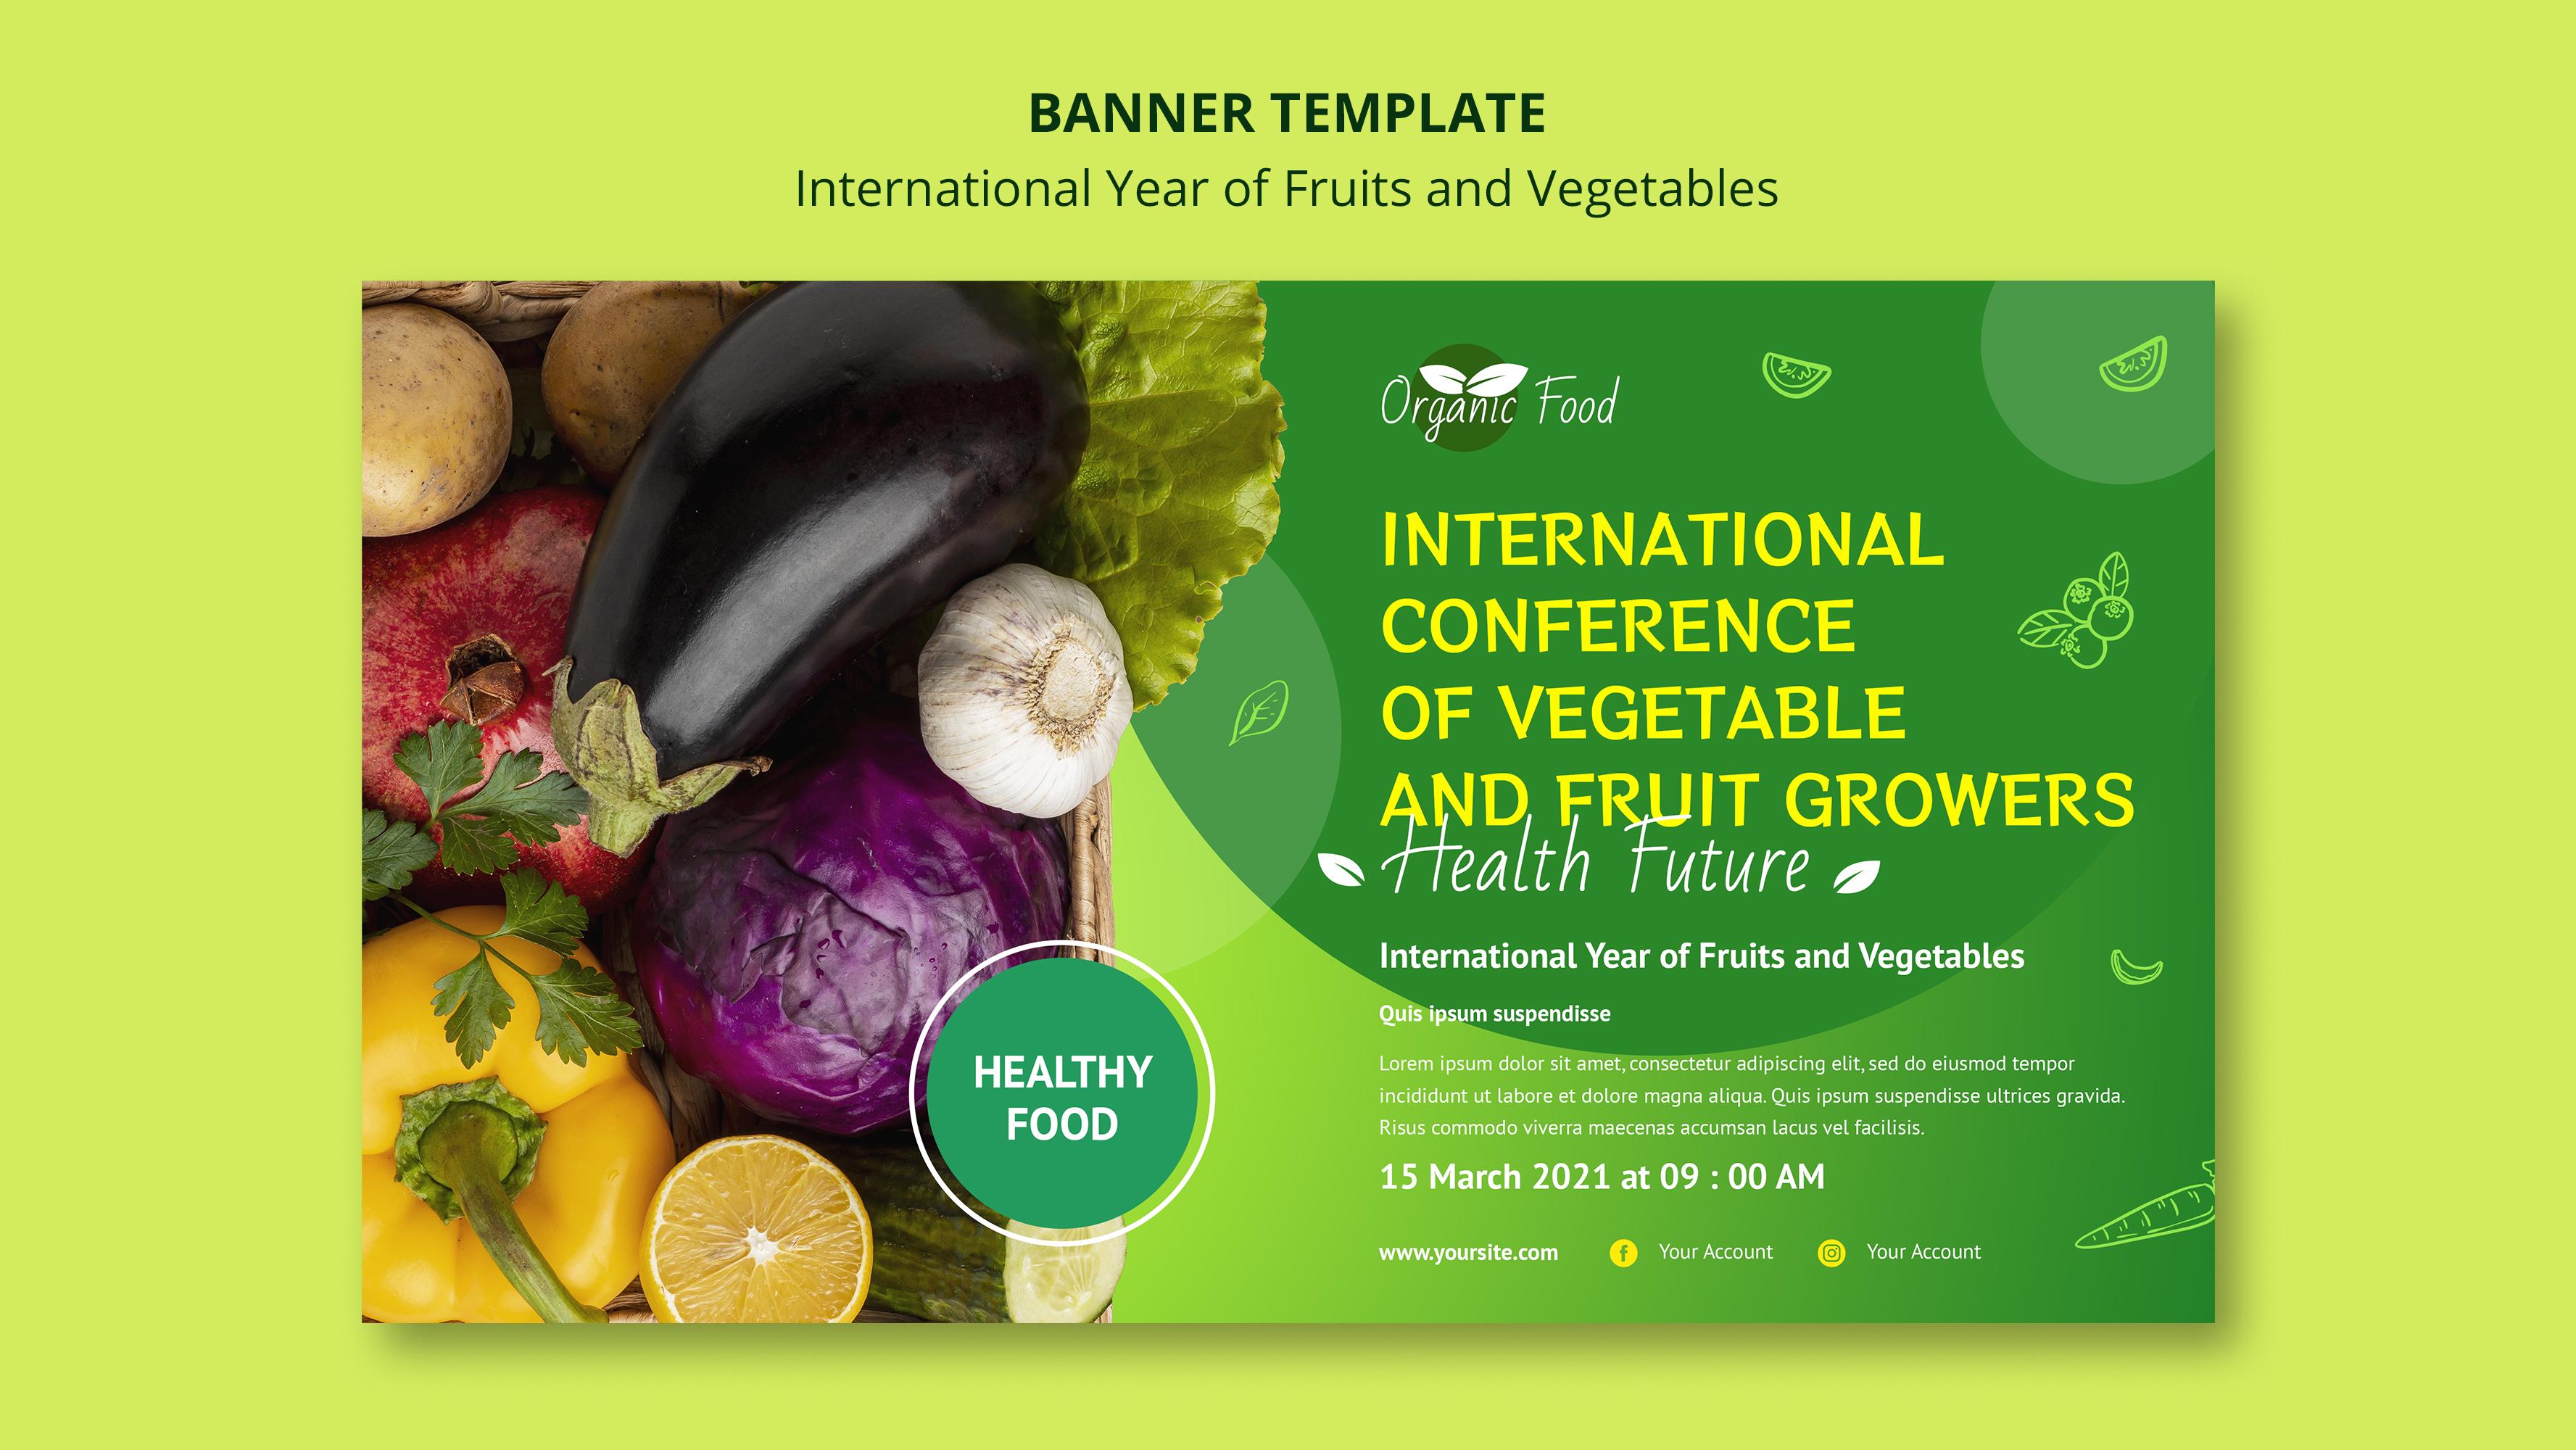 BANNER TEMPLATE
International Year of Fruits and Vegetables
Organic Food
INTERNATIONAL
CONFERENCE
OF VEGETABLE
AND FRUIT GROWERS
Health Future
International Year of Fruits and Vegetables
Quis ipsum suspendisse
Lorem ipsum dolor sit amet, consectetur adipiscing elit, sed do eiusmod tempor
incididunt ut labore et dolore magna aliqua. Quis ipsum suspendisse ultrices gravida.
Risus commodo viverra maecenas accumsan lacus vel facilisis.
15 March 2021 at 09 : 00 AM
www.yoursite.com Your Account Your Account
HEALTHY
FOOD